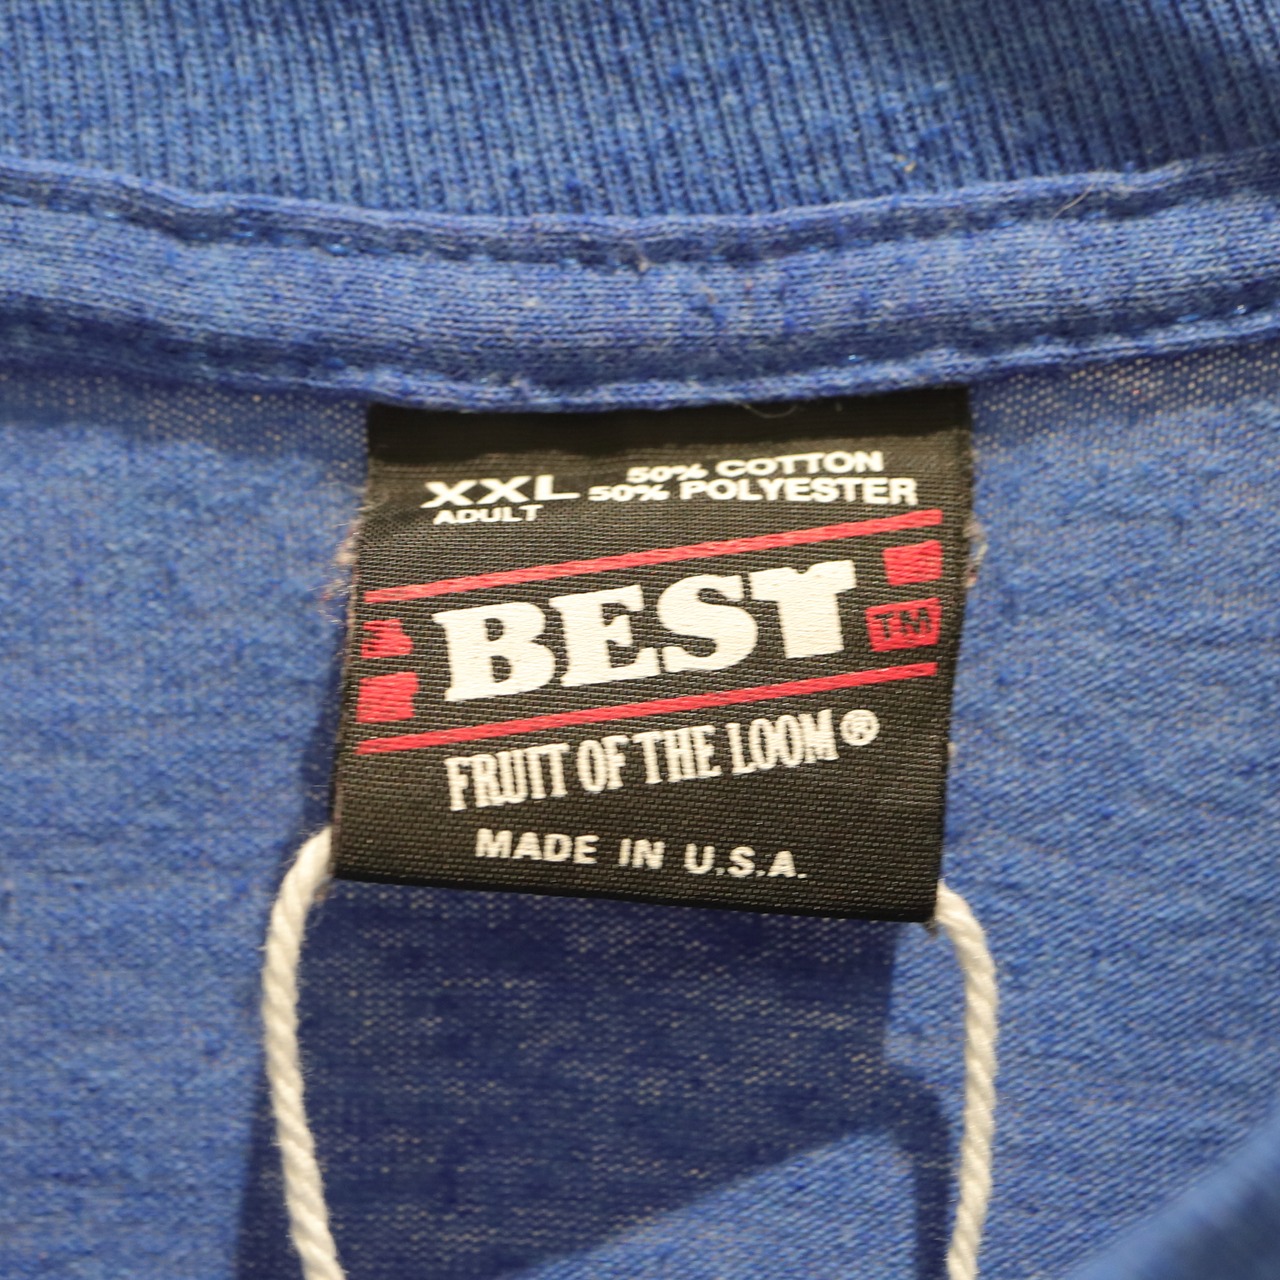 XXL 50% COTTON
ADULT 50% POLYESTER
BEST TM
FRUIT OF THE LOOM®
MADE IN U.S.A.